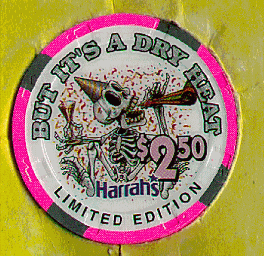 BUT IT'S A DRY HEAT
$2.50
Harrah's
LIMITED EDITION